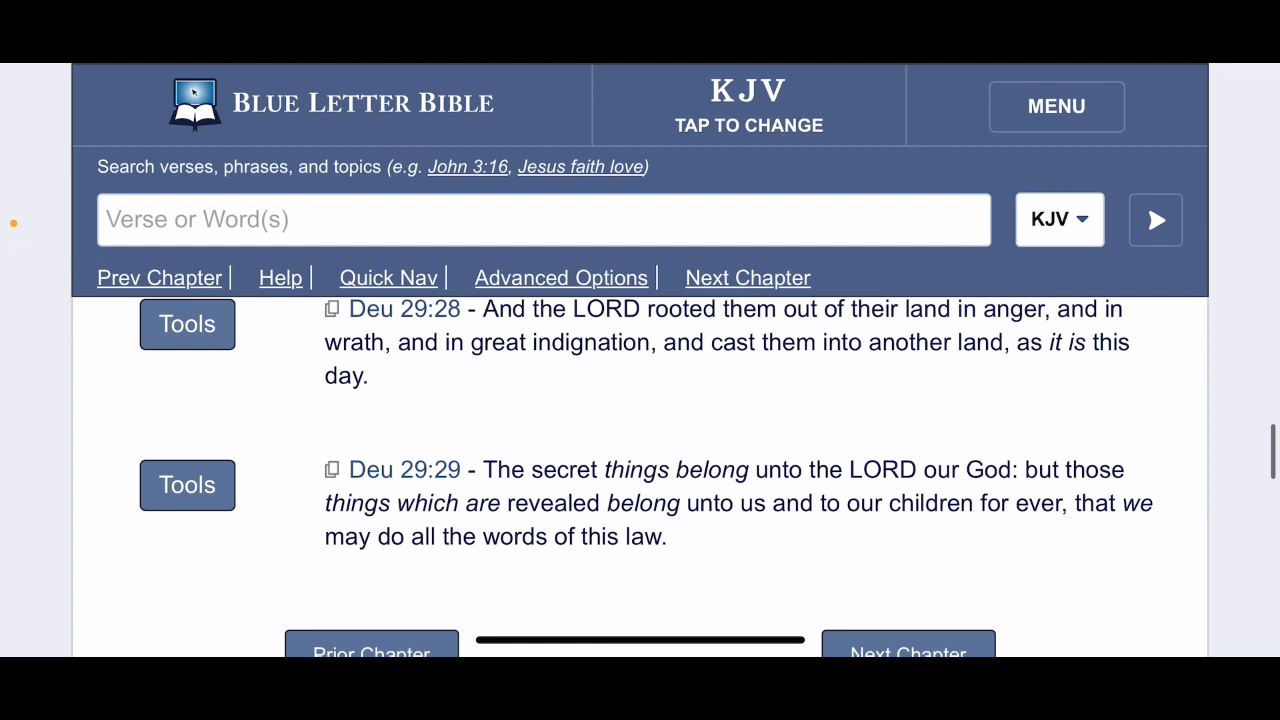 BLUE LETTER BIBLE
KJV
TAP TO CHANGE
MENU
Search verses, phrases, and topics (e.g. John 3:16, Jesus faith love)
Verse or Word(s)
KJV
Prev Chapter | Help | Quick Nav | Advanced Options | Next Chapter
Tools
Deu 29:28 - And the LORD rooted them out of their land in anger, and in
wrath, and in great indignation, and cast them into another land, as it is this
day.
Tools
Deu 29:29 - The secret things belong unto the LORD our God: but those
things which are revealed belong unto us and to our children for ever, that we
may do all the words of this law.
Prior Chapter
Next Chapter